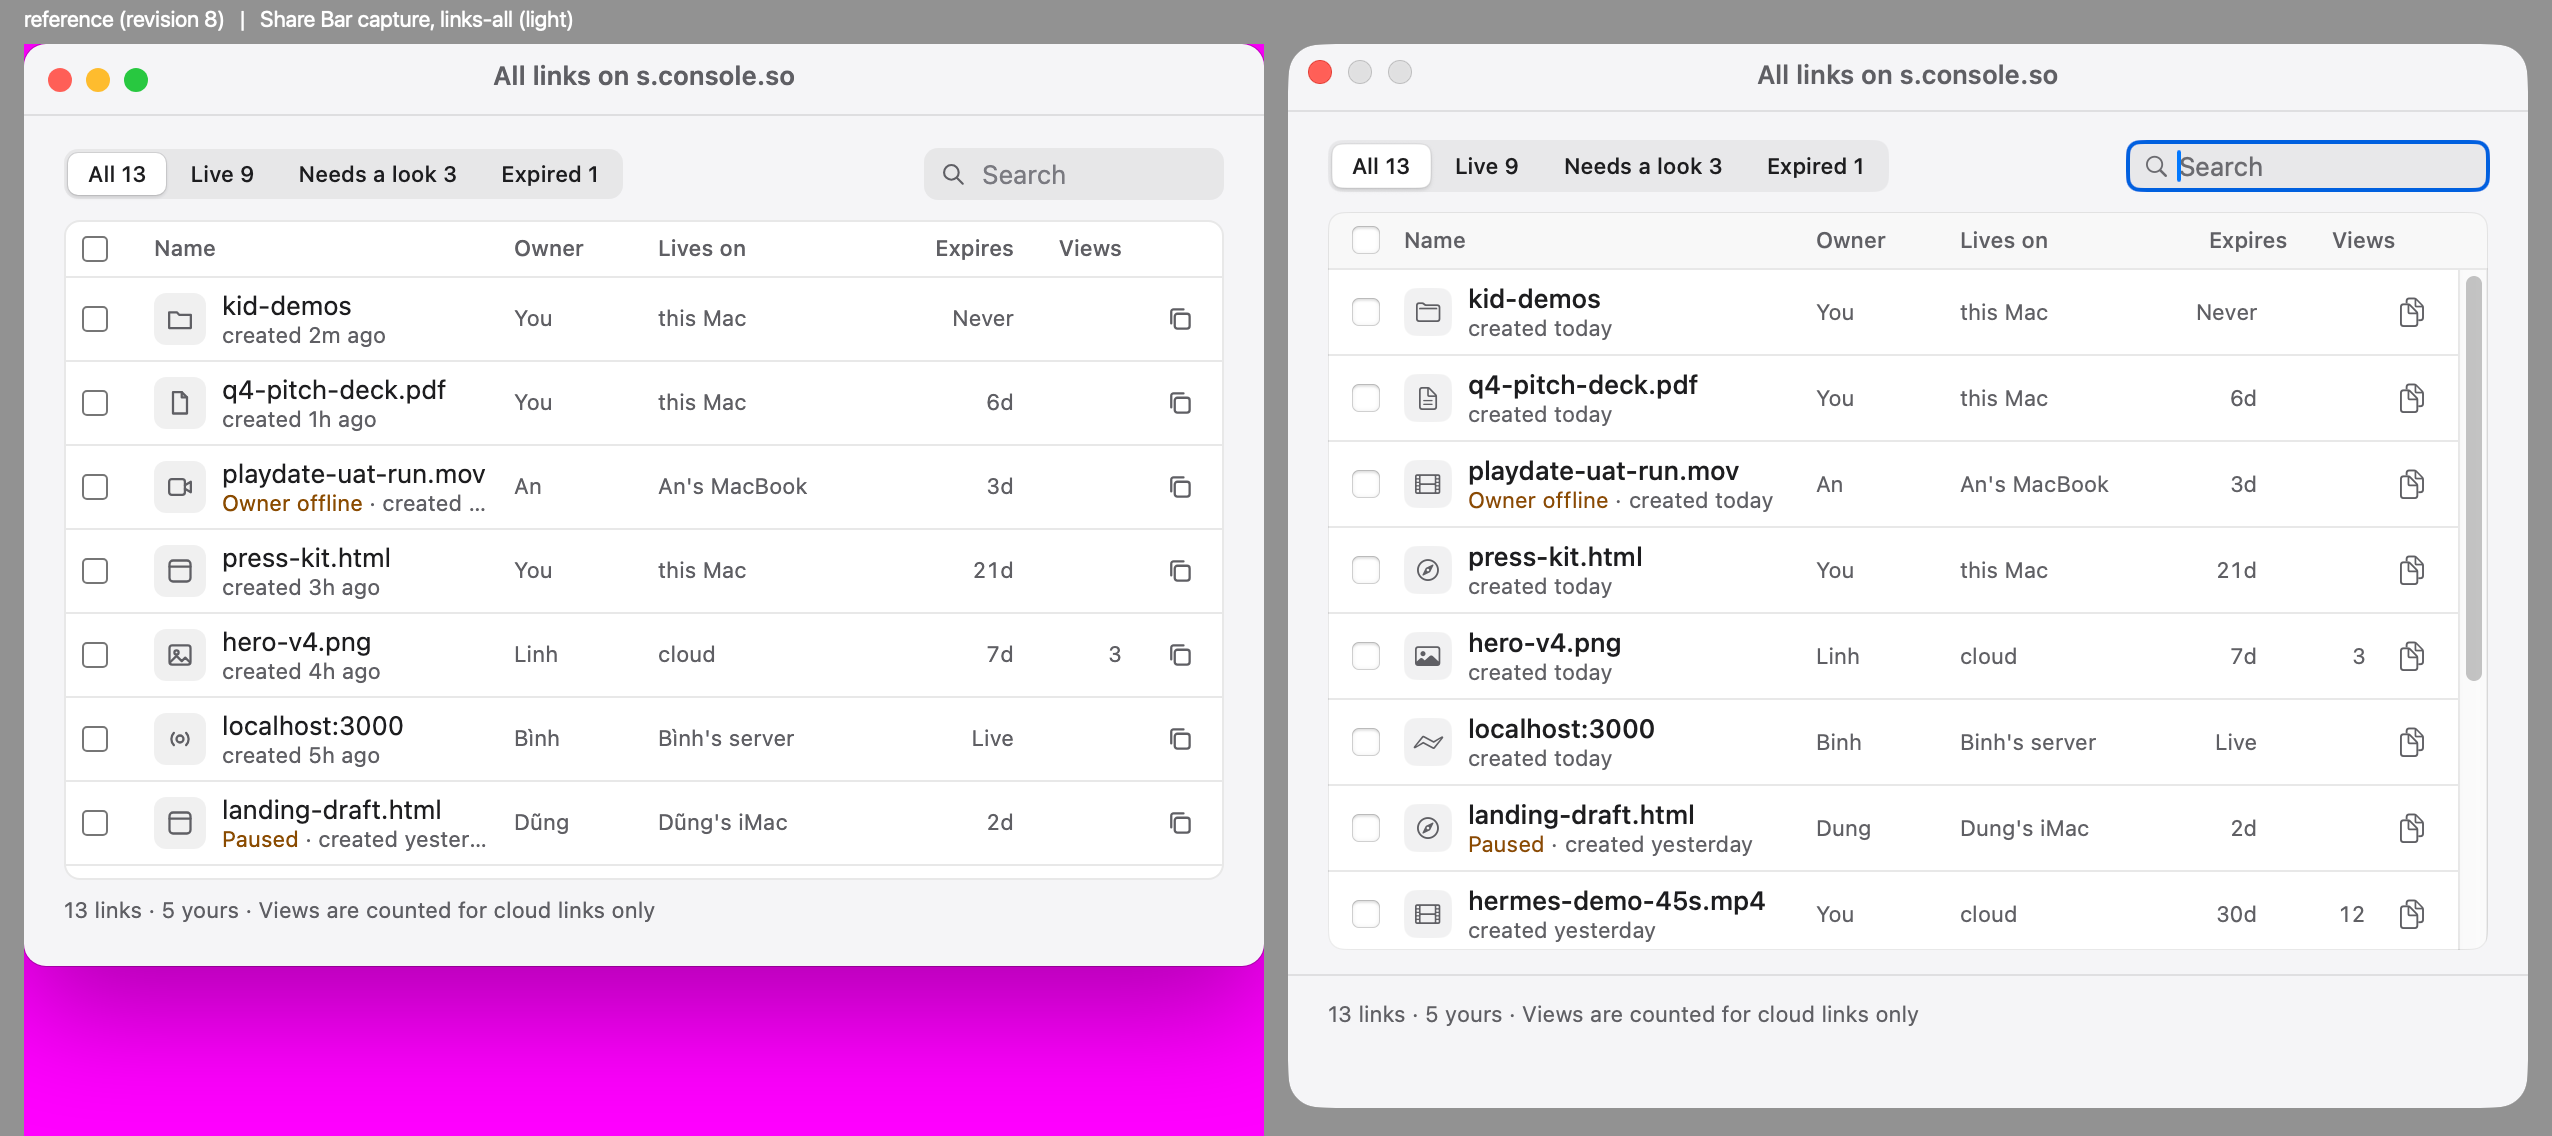 reference (revision 8) | Share Bar capture, links-all (light)
All links on s.console.so
All 13 Live 9 Needs a look 3 Expired 1 Search
Name Owner Lives on Expires Views
kid-demos
created 2m ago
You this Mac Never
q4-pitch-deck.pdf
created 1h ago
You this Mac 6d
playdate-uat-run.mov
Owner offline · created ...
An An's MacBook 3d
press-kit.html
created 3h ago
You this Mac 21d
hero-v4.png
created 4h ago
Linh cloud 7d 3
localhost:3000
created 5h ago
Bình Bình's server Live
landing-draft.html
Paused · created yester...
Dũng Dũng's iMac 2d
13 links · 5 yours · Views are counted for cloud links only
All links on s.console.so
All 13 Live 9 Needs a look 3 Expired 1 Search
Name Owner Lives on Expires Views
kid-demos
created today
You this Mac Never
q4-pitch-deck.pdf
created today
You this Mac 6d
playdate-uat-run.mov
Owner offline · created today
An An's MacBook 3d
press-kit.html
created today
You this Mac 21d
hero-v4.png
created today
Linh cloud 7d 3
localhost:3000
created today
Binh Binh's server Live
landing-draft.html
Paused · created yesterday
Dung Dung's iMac 2d
hermes-demo-45s.mp4
created yesterday
You cloud 30d 12
13 links · 5 yours · Views are counted for cloud links only